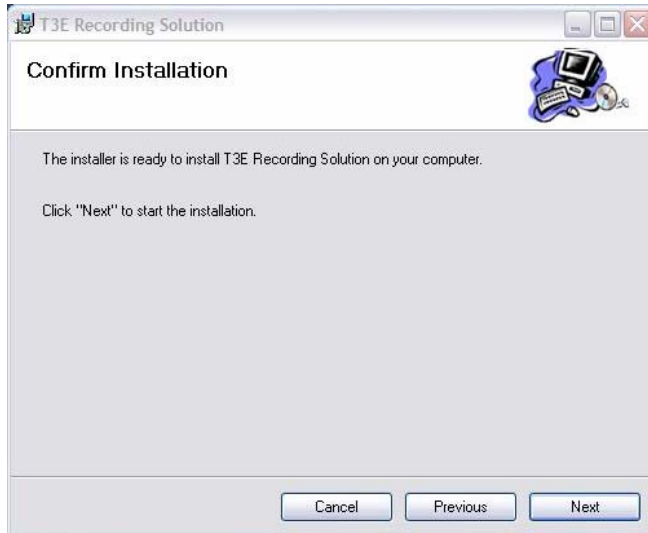 T3E Recording Solution
Confirm Installation
The installer is ready to install T3E Recording Solution on your computer.
Click "Next" to start the installation.
Cancel Previous Next